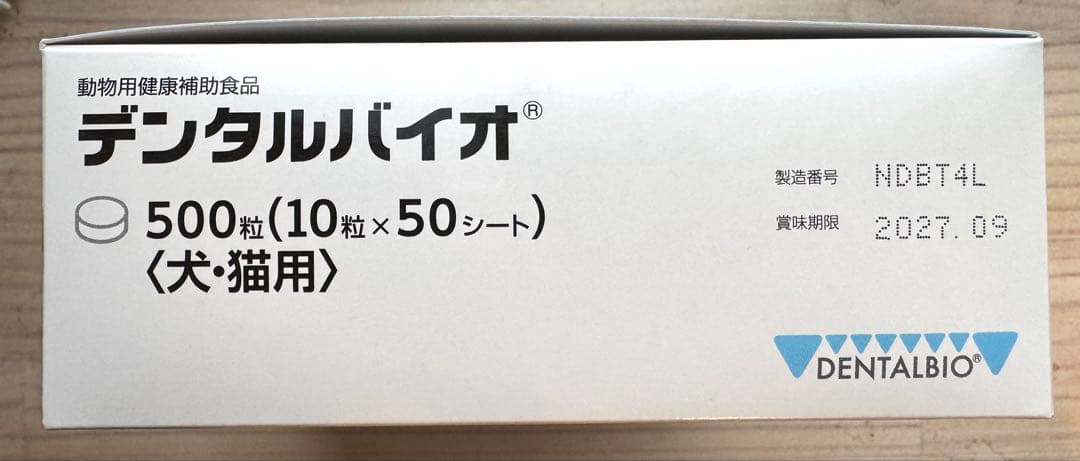 動物用健康補助食品
デンタルバイオ®
500粒(10粒×50シート)
〈犬・猫用〉
製造番号 NDBT4L
賞味期限 2027.09
DENTALBIO®